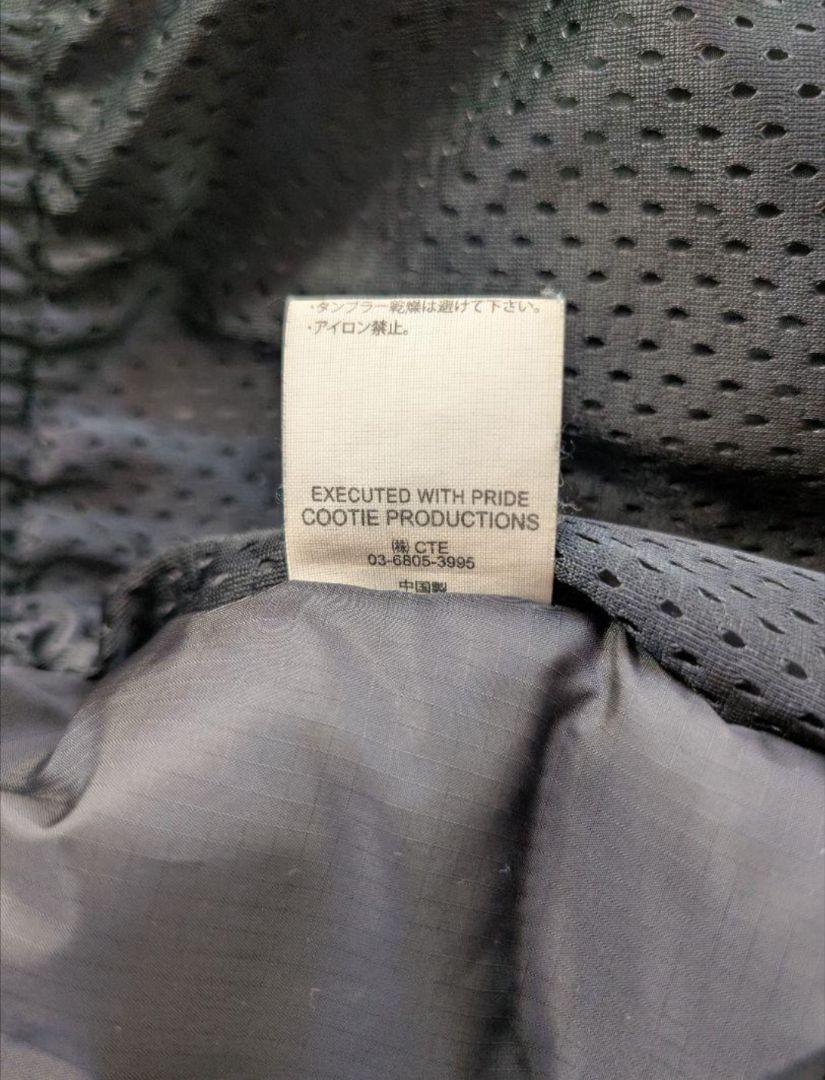 ・タンブラー乾燥は避けて下さい。
・アイロン禁止。
EXECUTED WITH PRIDE
COOTIE PRODUCTIONS
㈱ CTE
03-6805-3995
中国製